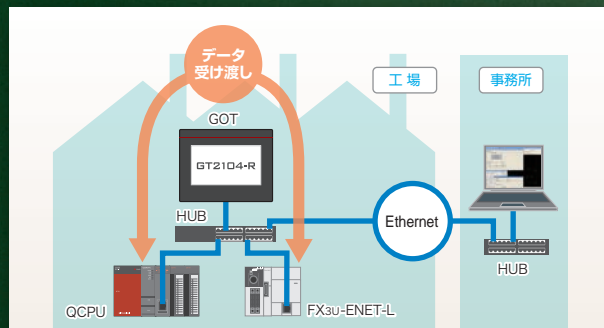 データ
受け渡し
工場
事務所
GOT
GT2104-R
HUB
Ethernet
HUB
QCPU
FX3U-ENET-L